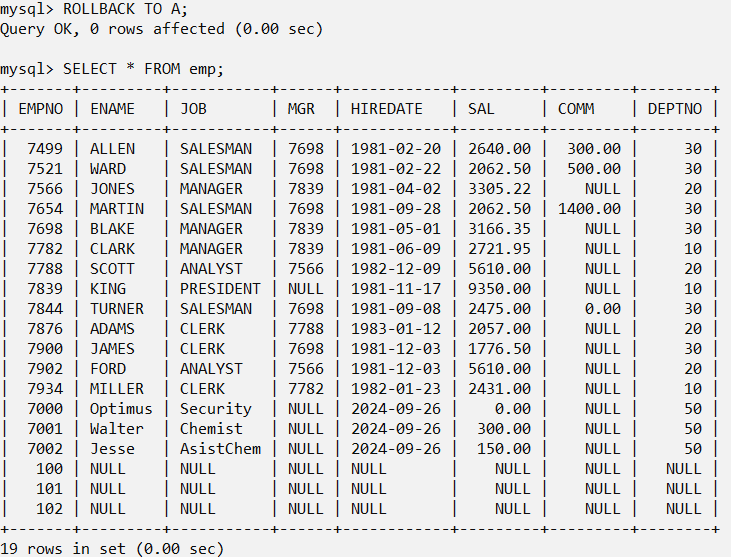 mysql> ROLLBACK TO A;
Query OK, 0 rows affected (0.00 sec)

mysql> SELECT * FROM emp;
+-------+---------+-----------+------+------------+---------+---------+--------+
| EMPNO | ENAME   | JOB       | MGR  | HIREDATE   | SAL     | COMM    | DEPTNO |
+-------+---------+-----------+------+------------+---------+---------+--------+
|  7499 | ALLEN   | SALESMAN  | 7698 | 1981-02-20 | 2640.00 |  300.00 |     30 |
|  7521 | WARD    | SALESMAN  | 7698 | 1981-02-22 | 2062.50 |  500.00 |     30 |
|  7566 | JONES   | MANAGER   | 7839 | 1981-04-02 | 3305.22 |    NULL |     20 |
|  7654 | MARTIN  | SALESMAN  | 7698 | 1981-09-28 | 2062.50 | 1400.00 |     30 |
|  7698 | BLAKE   | MANAGER   | 7839 | 1981-05-01 | 3166.35 |    NULL |     30 |
|  7782 | CLARK   | MANAGER   | 7839 | 1981-06-09 | 2721.95 |    NULL |     10 |
|  7788 | SCOTT   | ANALYST   | 7566 | 1982-12-09 | 5610.00 |    NULL |     20 |
|  7839 | KING    | PRESIDENT | NULL | 1981-11-17 | 9350.00 |    NULL |     10 |
|  7844 | TURNER  | SALESMAN  | 7698 | 1981-09-08 | 2475.00 |    0.00 |     30 |
|  7876 | ADAMS   | CLERK     | 7788 | 1983-01-12 | 2057.00 |    NULL |     20 |
|  7900 | JAMES   | CLERK     | 7698 | 1981-12-03 | 1776.50 |    NULL |     30 |
|  7902 | FORD    | ANALYST   | 7566 | 1981-12-03 | 5610.00 |    NULL |     20 |
|  7934 | MILLER  | CLERK     | 7782 | 1982-01-23 | 2431.00 |    NULL |     10 |
|  7000 | Optimus | Security  | NULL | 2024-09-26 |    0.00 |    NULL |     50 |
|  7001 | Walter  | Chemist   | NULL | 2024-09-26 |  300.00 |    NULL |     50 |
|  7002 | Jesse   | AsistChem | NULL | 2024-09-26 |  150.00 |    NULL |     50 |
|   100 | NULL    | NULL      | NULL | NULL       |    NULL |    NULL |   NULL |
|   101 | NULL    | NULL      | NULL | NULL       |    NULL |    NULL |   NULL |
|   102 | NULL    | NULL      | NULL | NULL       |    NULL |    NULL |   NULL |
+-------+---------+-----------+------+------------+---------+---------+--------+
19 rows in set (0.00 sec)